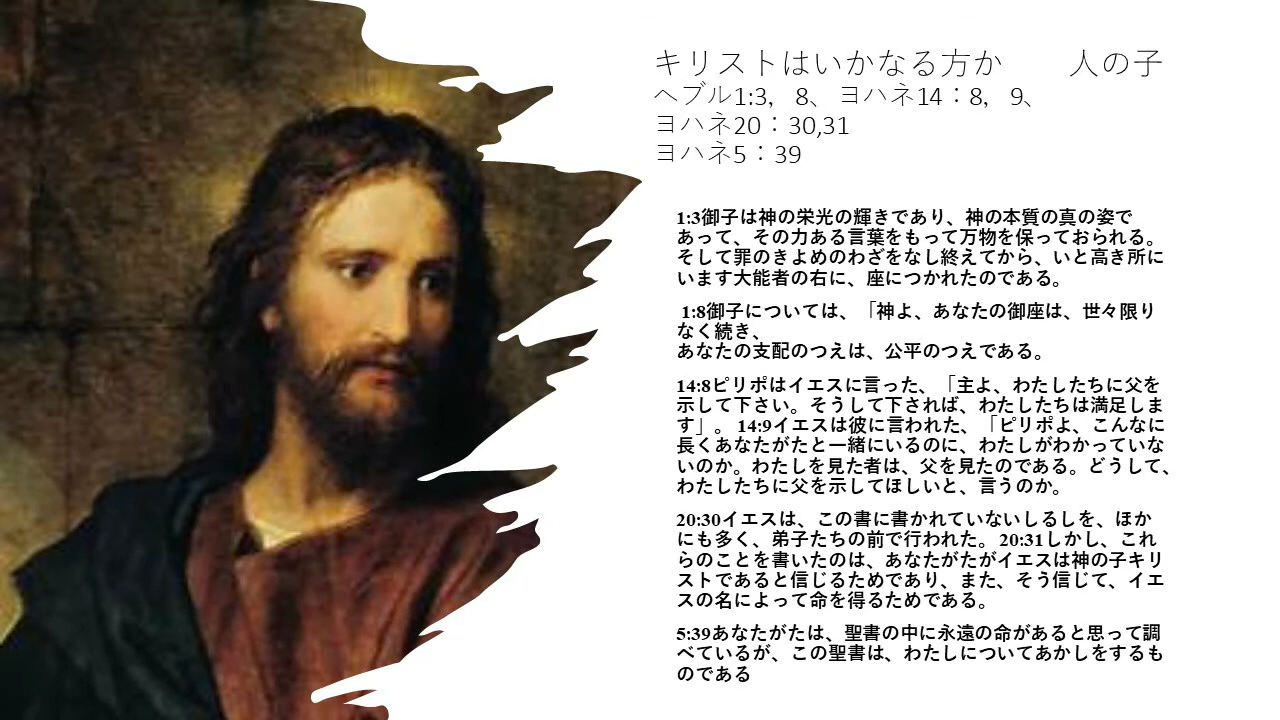 キリストはいかなる方か　　人の子
ヘブル1:3, 8、ヨハネ14：8, 9、
ヨハネ20：30,31
ヨハネ5：39
1:3御子は神の栄光の輝きであり、神の本質の真の姿で
あって、その力ある言葉をもって万物を保っておられる。
そして罪のきよめのわざをなし終えてから、いと高き所に
います大能者の右に、座につかれたのである。
1:8御子については、「神よ、あなたの御座は、世々限り
なく続き、
あなたの支配のつえは、公平のつえである。
14:8ピリポはイエスに言った、「主よ、わたしたちに父を
示して下さい。そうして下されば、わたしたちは満足しま
す」。 14:9イエスは彼に言われた、「ピリポよ、こんなに
長くあなたがたと一緒にいるのに、わたしがわかっていな
いのか。わたしを見た者は、父を見たのである。どうして、
わたしたちに父を示してほしいと、言うのか。
20:30イエスは、この書に書かれていないしるしを、ほか
にも多く、弟子たちの前で行われた。 20:31しかし、これ
らのことを書いたのは、あなたがたがイエスは神の子キリ
ストであると信じるためであり、また、そう信じて、イエ
スの名によって命を得るためである。
5:39あなたがたは、聖書の中に永遠の命があると思って調
べているが、この聖書は、わたしについてあかしをするも
のである